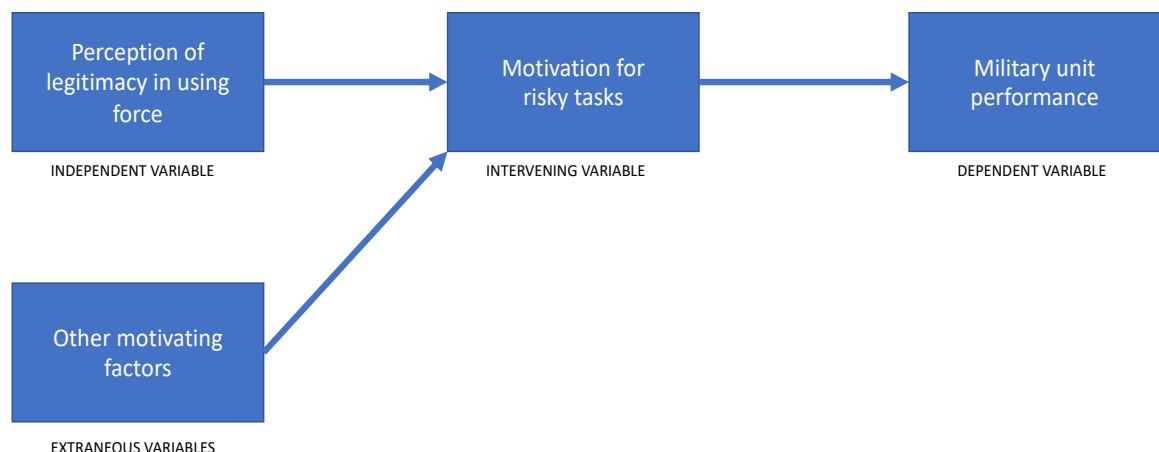 Perception of
legitimacy in using
force
INDEPENDENT VARIABLE
Motivation for
risky tasks
INTERVENING VARIABLE
Military unit
performance
DEPENDENT VARIABLE
Other motivating
factors
EXTRANEOUS VARIABLES